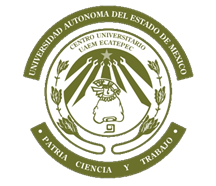 UNIVERSIDAD AUTONOMA DEL ESTADO DE MEXICO
CENTRO UNIVERSITARIO
UAEM ECATEPEC
• PATRIA CIENCIA Y TRABAJO •